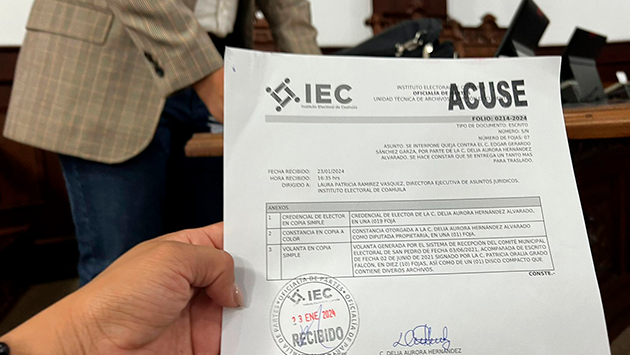 IEC
Instituto Electoral de Coahuila
INSTITUTO ELECTORAL DE
OFICIALÍA DE
UNIDAD TÉCNICA DE ARCHIVOS
ACUSE
FOLIO: 0214-2024
TIPO DE DOCUMENTO: ESCRITO
NÚMERO: S/N
NÚMERO DE FOJAS: 07
ASUNTO: SE INTERPONE QUEJA CONTRA EL C. EDGAR GERARDO
SÁNCHEZ GARZA, POR PARTE DE LA C. DELIA AURORA HERNÁNDEZ
ALVARADO, SE HACE CONSTAR QUE SE ENTREGA UN TANTO MAS
PARA TRASLADO.
FECHA RECIBIDO: 23/01/2024
HORA RECIBIDO: 16:35 hrs
DIRIGIDO A: LAURA PATRICIA RAMIREZ VASQUEZ, DIRECTORA EJECUTIVA DE ASUNTOS JURIDICOS,
INSTITUTO ELECTORAL DE COAHUILA
ANEXOS
1 CREDENCIAL DE ELECTOR EN COPIA SIMPLE CREDENCIAL DE ELECTOR DE LA C. DELIA AURORA HERNÁNDEZ ALVARADO, EN UNA (01) FOJA
2 CONSTANCIA EN COPIA A COLOR CONSTANCIA OTORGADA A LA C. DELIA AURORA HERNÁNDEZ ALVARADO COMO DIPUTADA PROPIETARIA, EN UNA (01) FOJA.
3 VOLANTA EN COPIA SIMPLE VOLANTA GENERADA POR EL SISTEMA DE RECEPCIÓN DEL COMITÉ MUNICIPAL ELECTORAL DE SAN PEDRO DE FECHA 03/06/2021, ACOMPAÑADA DE ESCRITO DE FECHA 02 DE JUNIO DE 2021 SIGNADO POR LA C. PATRICIA ORALIA GRADO FALCÓN, EN DIEZ (10) FOJAS, ASÍ COMO DE UN (01) DISCO COMPACTO QUE CONTIENE DIVERSOS ARCHIVOS.
CONSTE.
OFICIALIA DE PARTES
IEC
23 ENE 2024
RECIBIDO
C. DELIA AURORA HERNÁNDEZ